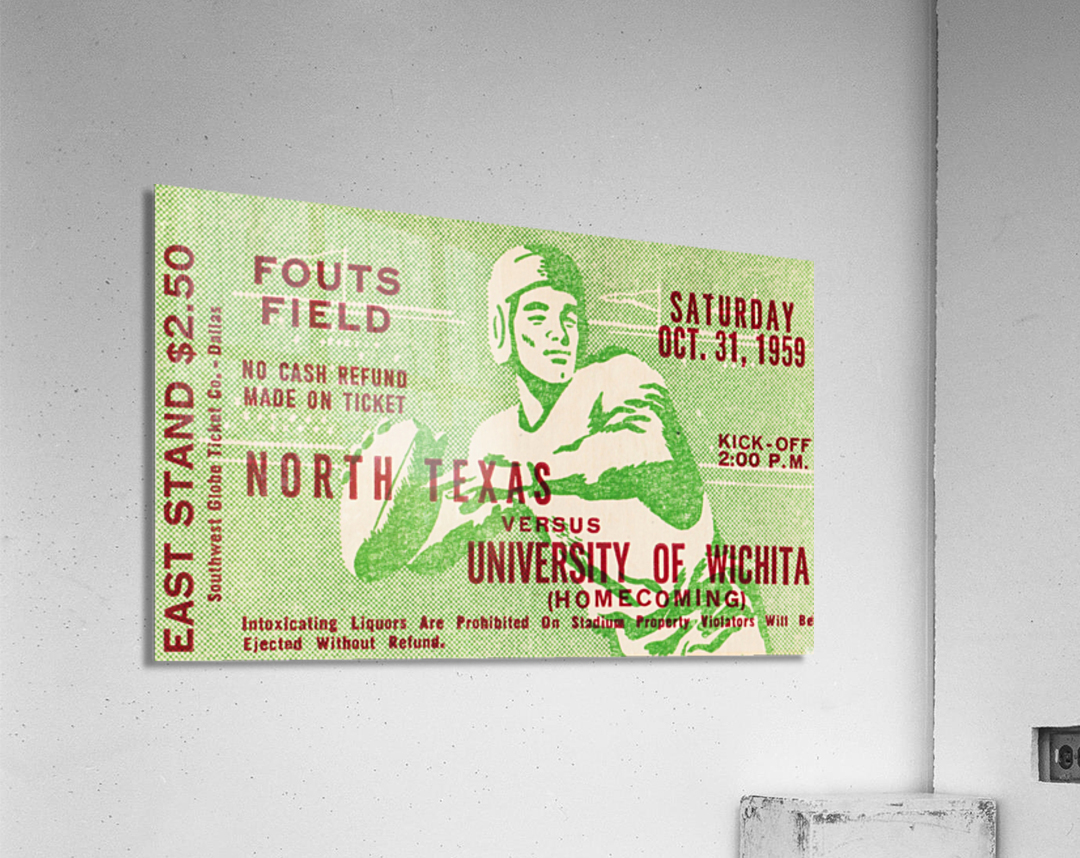 EAST STAND $2.50
Southwest Globe Ticket Co. - Dallas
FOUTS
FIELD
NO CASH REFUND
MADE ON TICKET
SATURDAY
OCT. 31, 1959
KICK-OFF
2:00 P.M.
NORTH TEXAS
VERSUS
UNIVERSITY OF WICHITA
(HOMECOMING)
Intoxicating Liquors Are Prohibited On Stadium Property Violators Will Be
Ejected Without Refund.